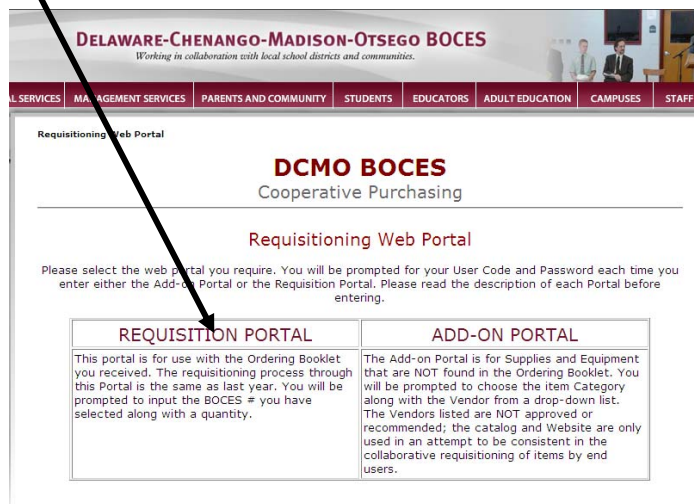 DELAWARE-CHENANGO-MADISON-OTSEGO BOCES
Working in collaboration with local school districts and communities.
SERVICES MANAGEMENT SERVICES PARENTS AND COMMUNITY STUDENTS EDUCATORS ADULT EDUCATION CAMPUSES STAFF
Requisitioning Web Portal
DCMO BOCES
Cooperative Purchasing
Requisitioning Web Portal
Please select the web portal you require. You will be prompted for your User Code and Password each time you
enter either the Add-on Portal or the Requisition Portal. Please read the description of each Portal before
entering.
REQUISITION PORTAL
This portal is for use with the Ordering Booklet
you received. The requisitioning process through
this Portal is the same as last year. You will be
prompted to input the BOCES # you have
selected along with a quantity.
ADD-ON PORTAL
The Add-on Portal is for Supplies and Equipment
that are NOT found in the Ordering Booklet. You
will be prompted to choose the item Category
along with the Vendor from a drop-down list.
The Vendors listed are NOT approved or
recommended; the catalog and Website are only
used in an attempt to be consistent in the
collaborative requisitioning of items by end
users.